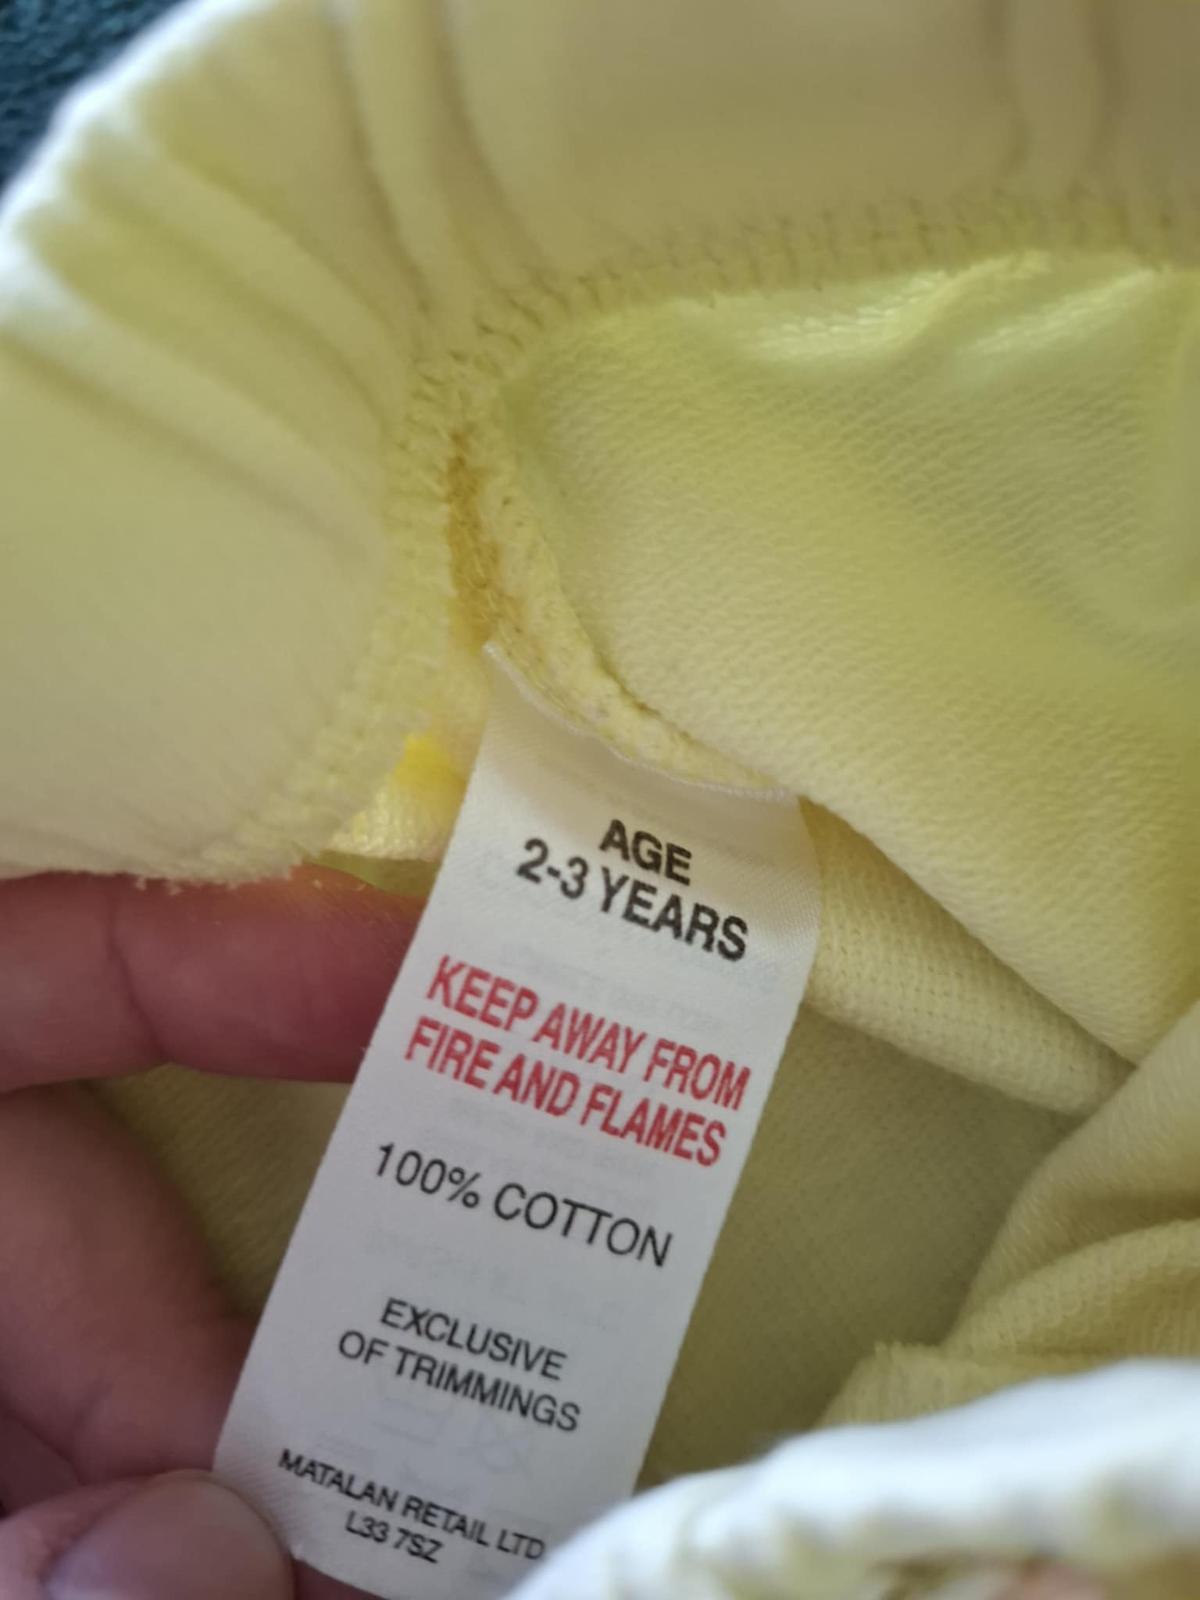 AGE
2-3 YEARS
KEEP AWAY FROM
FIRE AND FLAMES
100% COTTON
EXCLUSIVE
OF TRIMMINGS
MATALAN RETAIL LTD
L33 7SZ